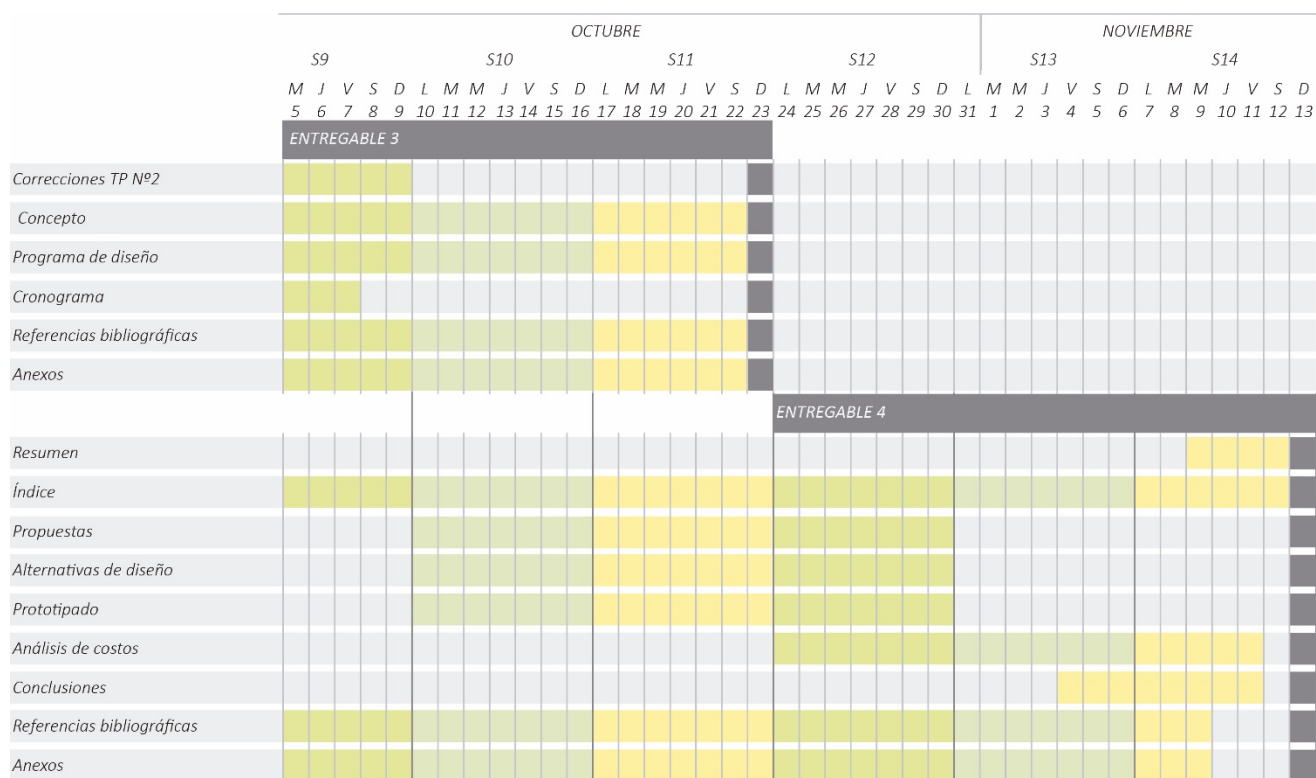 OCTUBRE NOVIEMBRE
S9 S10 S11 S12 S13 S14
M J V S D L M M J V S D L M M J V S D L M M J V S D L M M J V S D L M M J V S D
5 6 7 8 9 10 11 12 13 14 15 16 17 18 19 20 21 22 23 24 25 26 27 28 29 30 31 1 2 3 4 5 6 7 8 9 10 11 12 13
ENTREGABLE 3
Correcciones TP Nº2
Concepto
Programa de diseño
Cronograma
Referencias bibliográficas
Anexos
ENTREGABLE 4
Resumen
Índice
Propuestas
Alternativas de diseño
Prototipado
Análisis de costos
Conclusiones
Referencias bibliográficas
Anexos